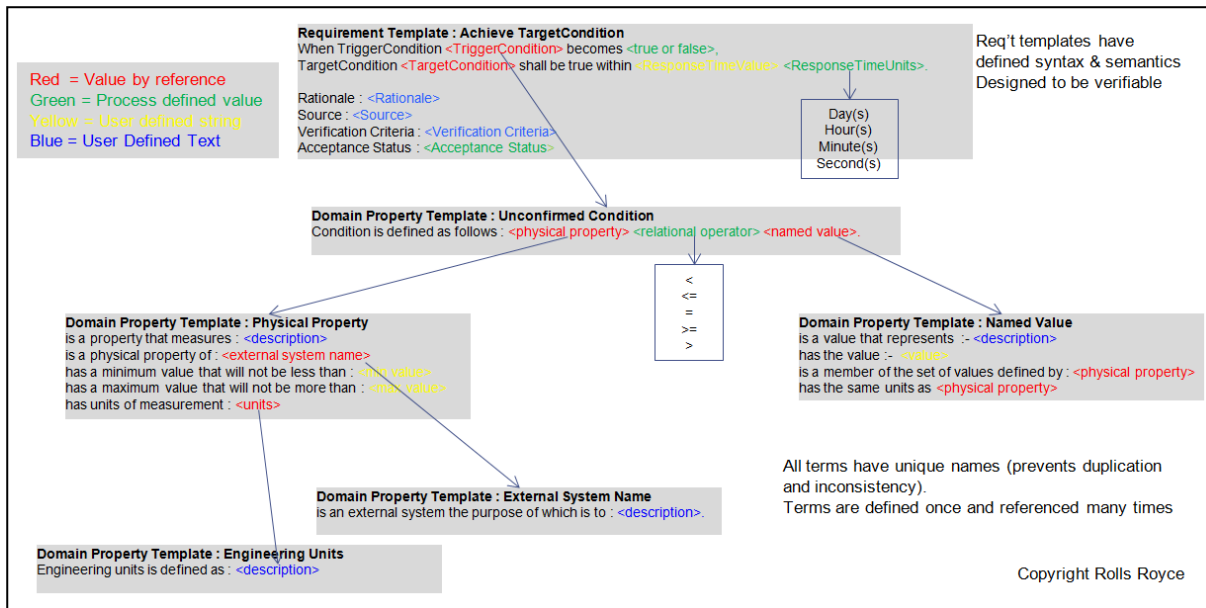 Requirement Template : Achieve TargetCondition
When TriggerCondition <TriggerCondition> becomes <true or false>,
TargetCondition <TargetCondition> shall be true within <ResponseTimeValue> <ResponseTimeUnits>.
Rationale : <Rationale>
Source : <Source>
Verification Criteria : <Verification Criteria>
Acceptance Status : <Acceptance Status>
Day(s)
Hour(s)
Minute(s)
Second(s)
Req't templates have
defined syntax & semantics
Designed to be verifiable
Red = Value by reference
Green = Process defined value
Yellow = User defined string
Blue = User Defined Text
Domain Property Template : Unconfirmed Condition
Condition is defined as follows : <physical property> <relational operator> <named value>.
<
<=
=
>=
>
Domain Property Template : Physical Property
is a property that measures : <description>
is a physical property of : <external system name>
has a minimum value that will not be less than : <min value>
has a maximum value that will not be more than : <max value>
has units of measurement : <units>
Domain Property Template : Named Value
is a value that represents :- <description>
has the value :- <value>
is a member of the set of values defined by : <physical property>
has the same units as <physical property>
Domain Property Template : External System Name
is an external system the purpose of which is to : <description>.
Domain Property Template : Engineering Units
Engineering units is defined as : <description>
All terms have unique names (prevents duplication
and inconsistency).
Terms are defined once and referenced many times
Copyright Rolls Royce